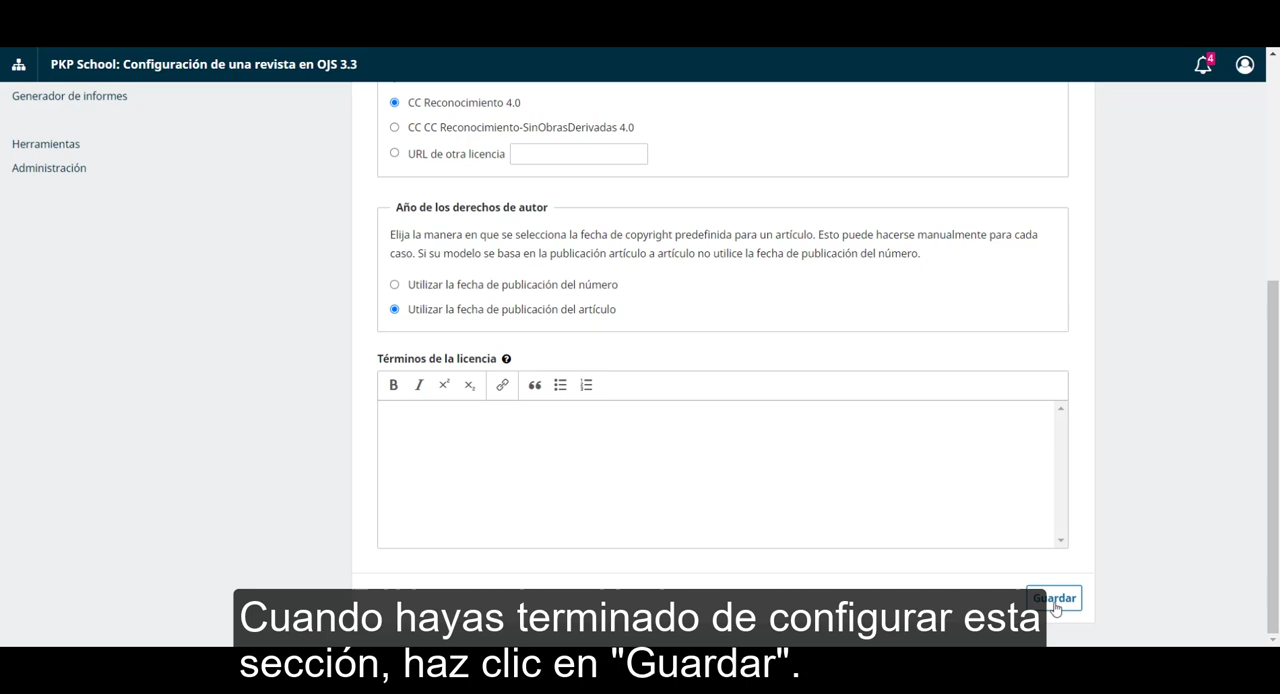 PKP School: Configuración de una revista en OJS 3.3
4
Generador de informes
Herramientas
Administración
CC Reconocimiento 4.0
CC CC Reconocimiento-SinObrasDerivadas 4.0
URL de otra licencia
Año de los derechos de autor
Elija la manera en que se selecciona la fecha de copyright predefinida para un artículo. Esto puede hacerse manualmente para cada
caso. Si su modelo se basa en la publicación artículo a artículo no utilice la fecha de publicación del número.
Utilizar la fecha de publicación del número
Utilizar la fecha de publicación del artículo
Términos de la licencia
Guardar
Cuando hayas terminado de configurar esta
sección, haz clic en "Guardar".